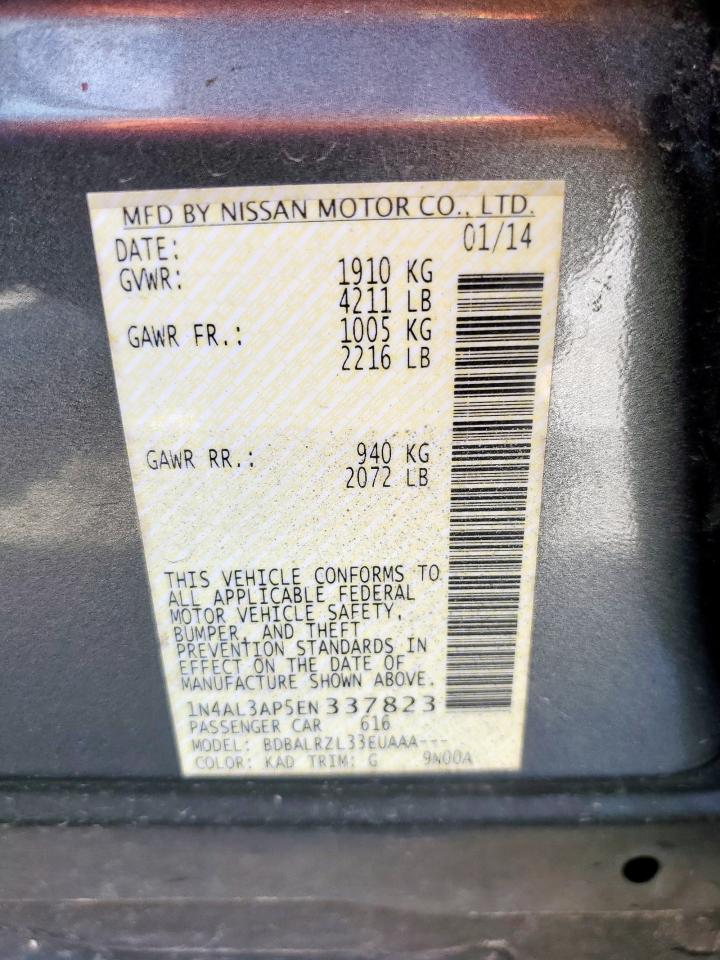 MFD BY NISSAN MOTOR CO., LTD.
DATE: 01/14
GVWR: 1910 KG
4211 LB
GAWR FR.: 1005 KG
2216 LB
GAWR RR.: 940 KG
2072 LB
THIS VEHICLE CONFORMS TO
ALL APPLICABLE FEDERAL
MOTOR VEHICLE SAFETY,
BUMPER, AND THEFT
PREVENTION STANDARDS IN
EFFECT ON THE DATE OF
MANUFACTURE SHOWN ABOVE.
1N4AL3AP5EN 337823
PASSENGER CAR 616
MODEL: BDBALRZL33EUAAA---
COLOR: KAD TRIM: G 9N00A